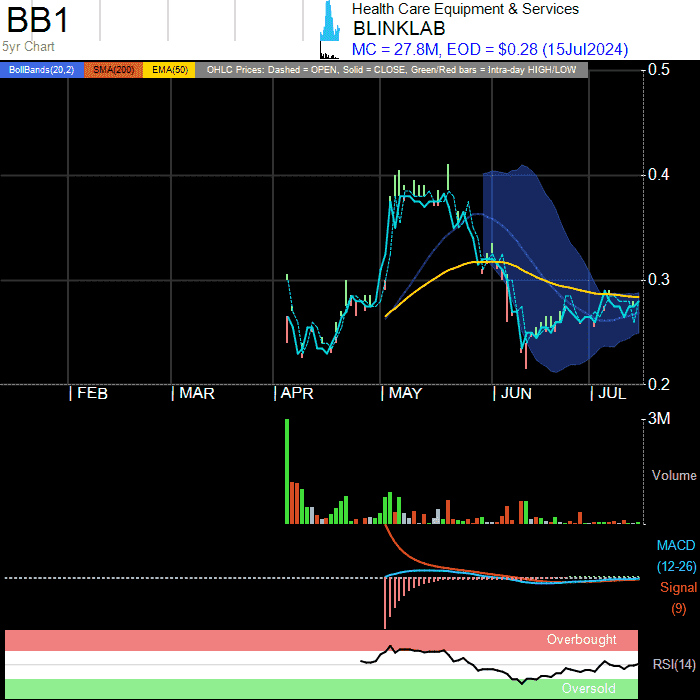 BB1
5yr Chart
Health Care Equipment & Services
BLINKLAB
MC = 27.8M, EOD = $0.28 (15Jul2024)
BollBands(20,2) SMA(200) EMA(50) OHLC Prices: Dashed = OPEN, Solid = CLOSE, Green/Red bars = Intra-day HIGH/LOW
0.5
0.4
0.3
0.2
| FEB | MAR | APR | MAY | JUN | JUL
3M
Volume
MACD
(12-26)
Signal
(9)
Overbought
RSI(14)
Oversold